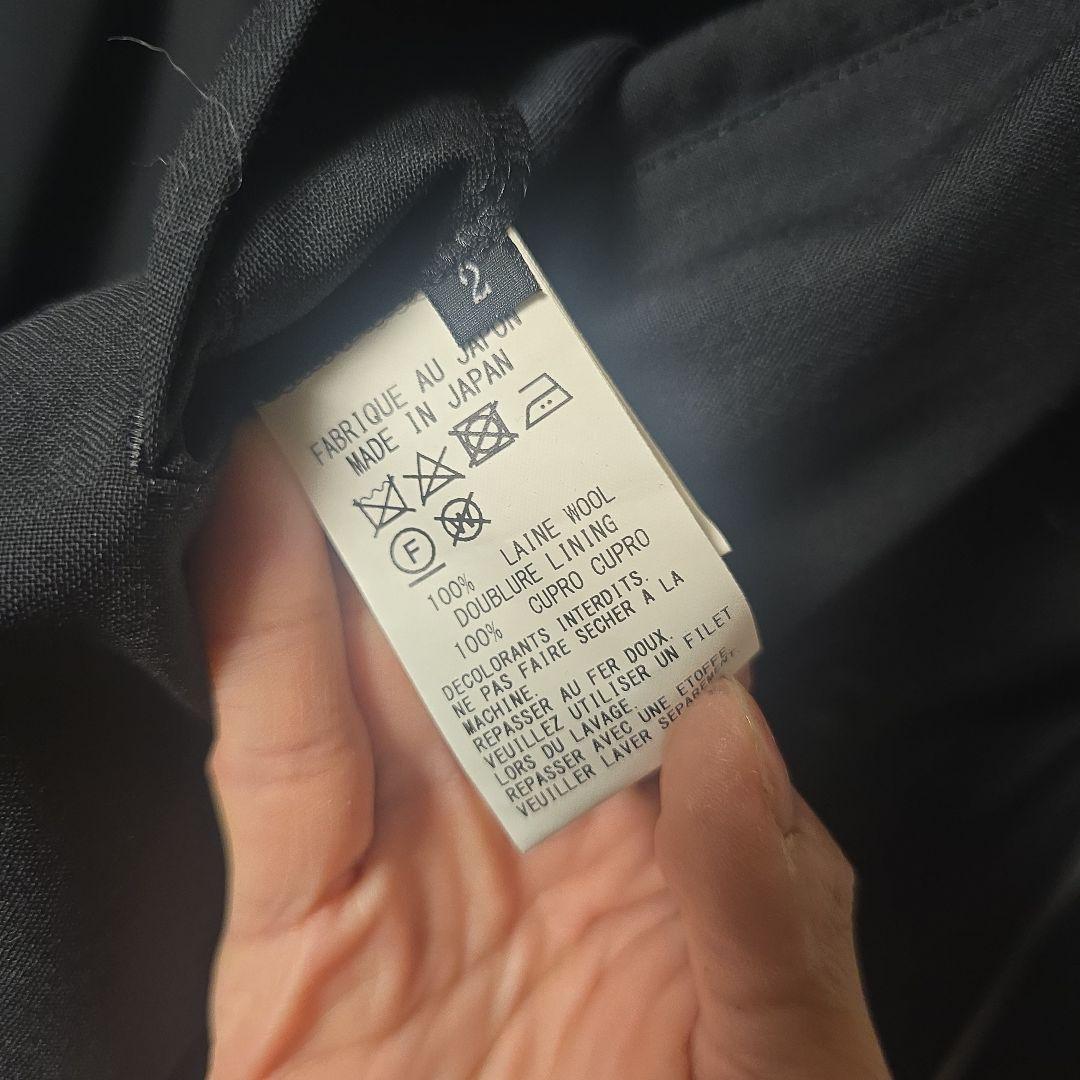 2
FABRIQUE AU JAPON
MADE IN JAPAN
F
W
100% LAINE WOOL
DOUBLURE LINING
100% CUPRO CUPRO
DECOLORANTS INTERDITS.
NE PAS FAIRE SECHER A LA
MACHINE.
REPASSER AU FER DOUX.
VEUILLEZ UTILISER UN FILET
LORS DU LAVAGE.
REPASSER AVEC UNE ETOFFE.
VEUILLER LAVER SEPAREMENT.